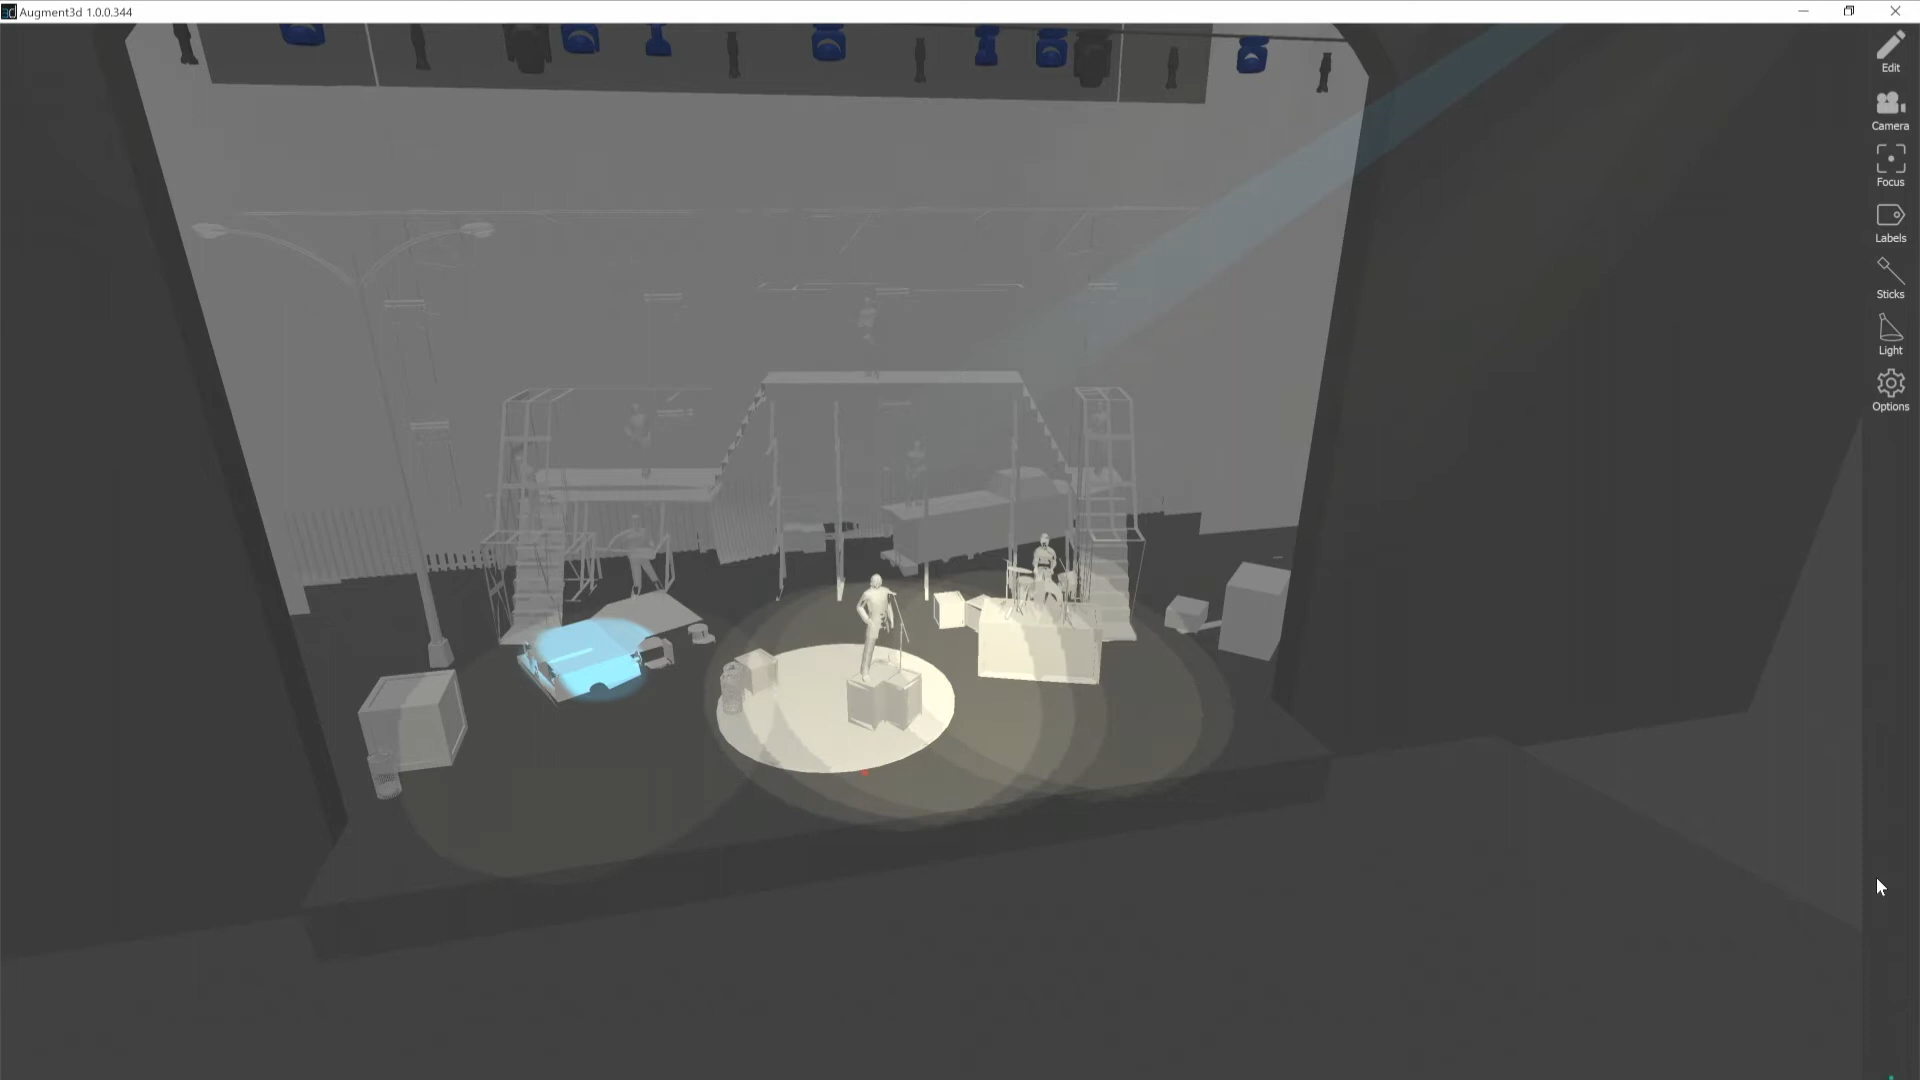 Augment3d 1.0.0.344
Edit
Camera
Focus
Labels
Sticks
Light
Options